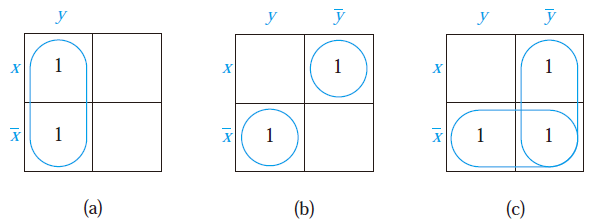 y y ȳ y ȳ
x 1 x 1 x 1
x̄ 1 x̄ 1 x̄ 1 1
(a) (b) (c)